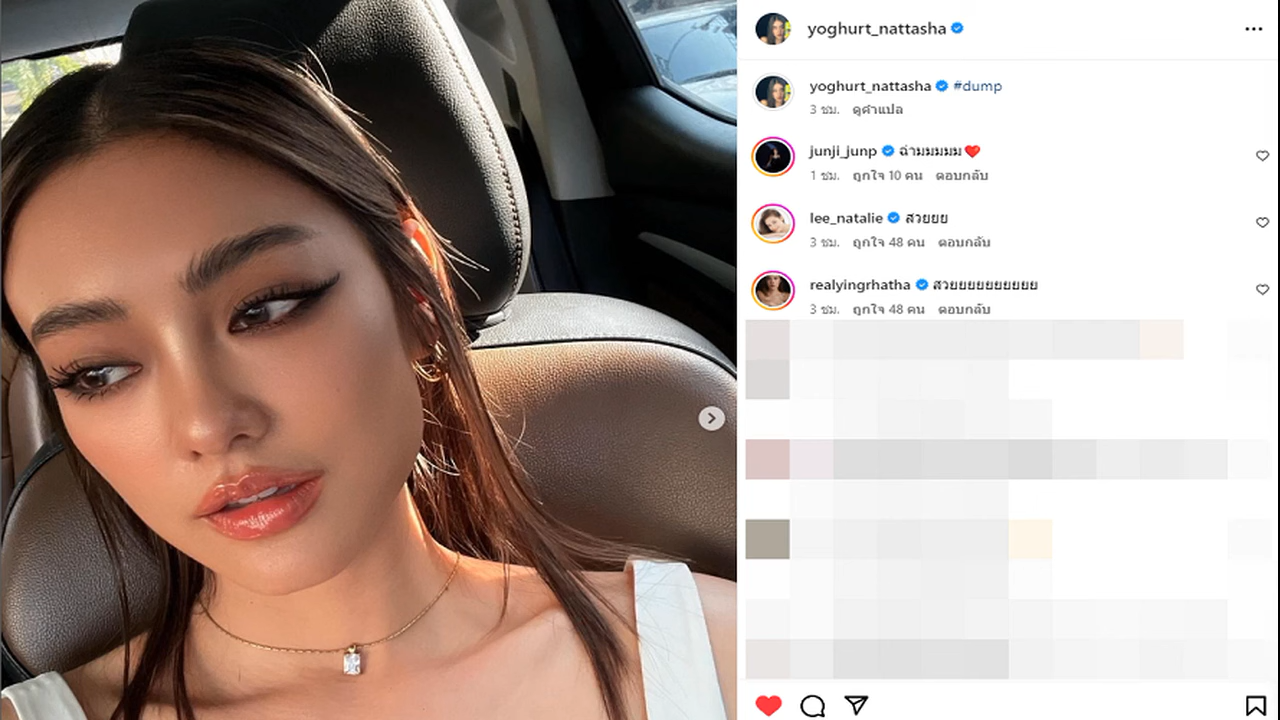 yoghurt_nattasha
yoghurt_nattasha #dump
3 ชม. ดูคำแปล
junji_junp ฉ่ามมมมม❤️
1 ชม. ถูกใจ 10 คน ตอบกลับ
lee_natalie สวยยย
3 ชม. ถูกใจ 48 คน ตอบกลับ
realyingrhatha สวยยยยยยยยยย
3 ชม. ถูกใจ 48 คน ตอบกลับ